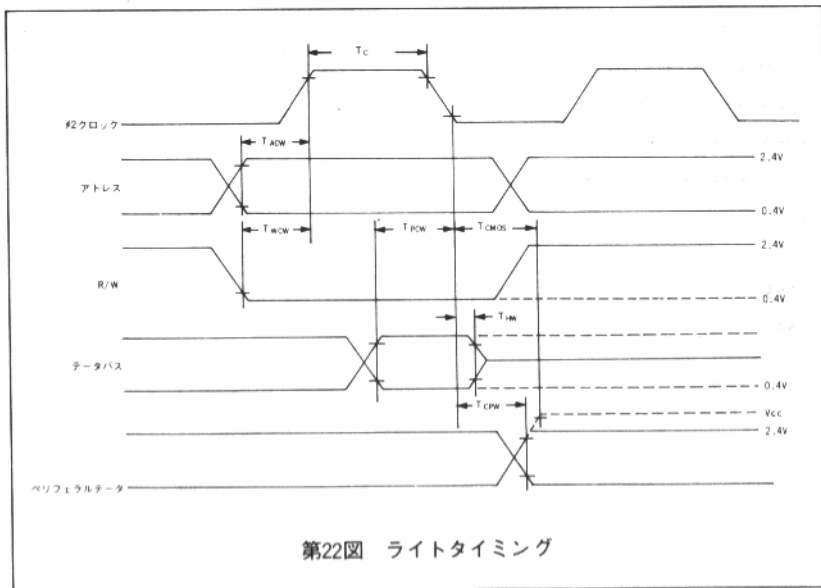 TC
φ2クロック
TACW
2.4V
アドレス
0.4V
TWCW
TPCW
TCMOS
2.4V
R/W
0.4V
THW
データバス
0.4V
TCPW
Vcc
2.4V
ペリフェラルデータ
第22図 ライトタイミング